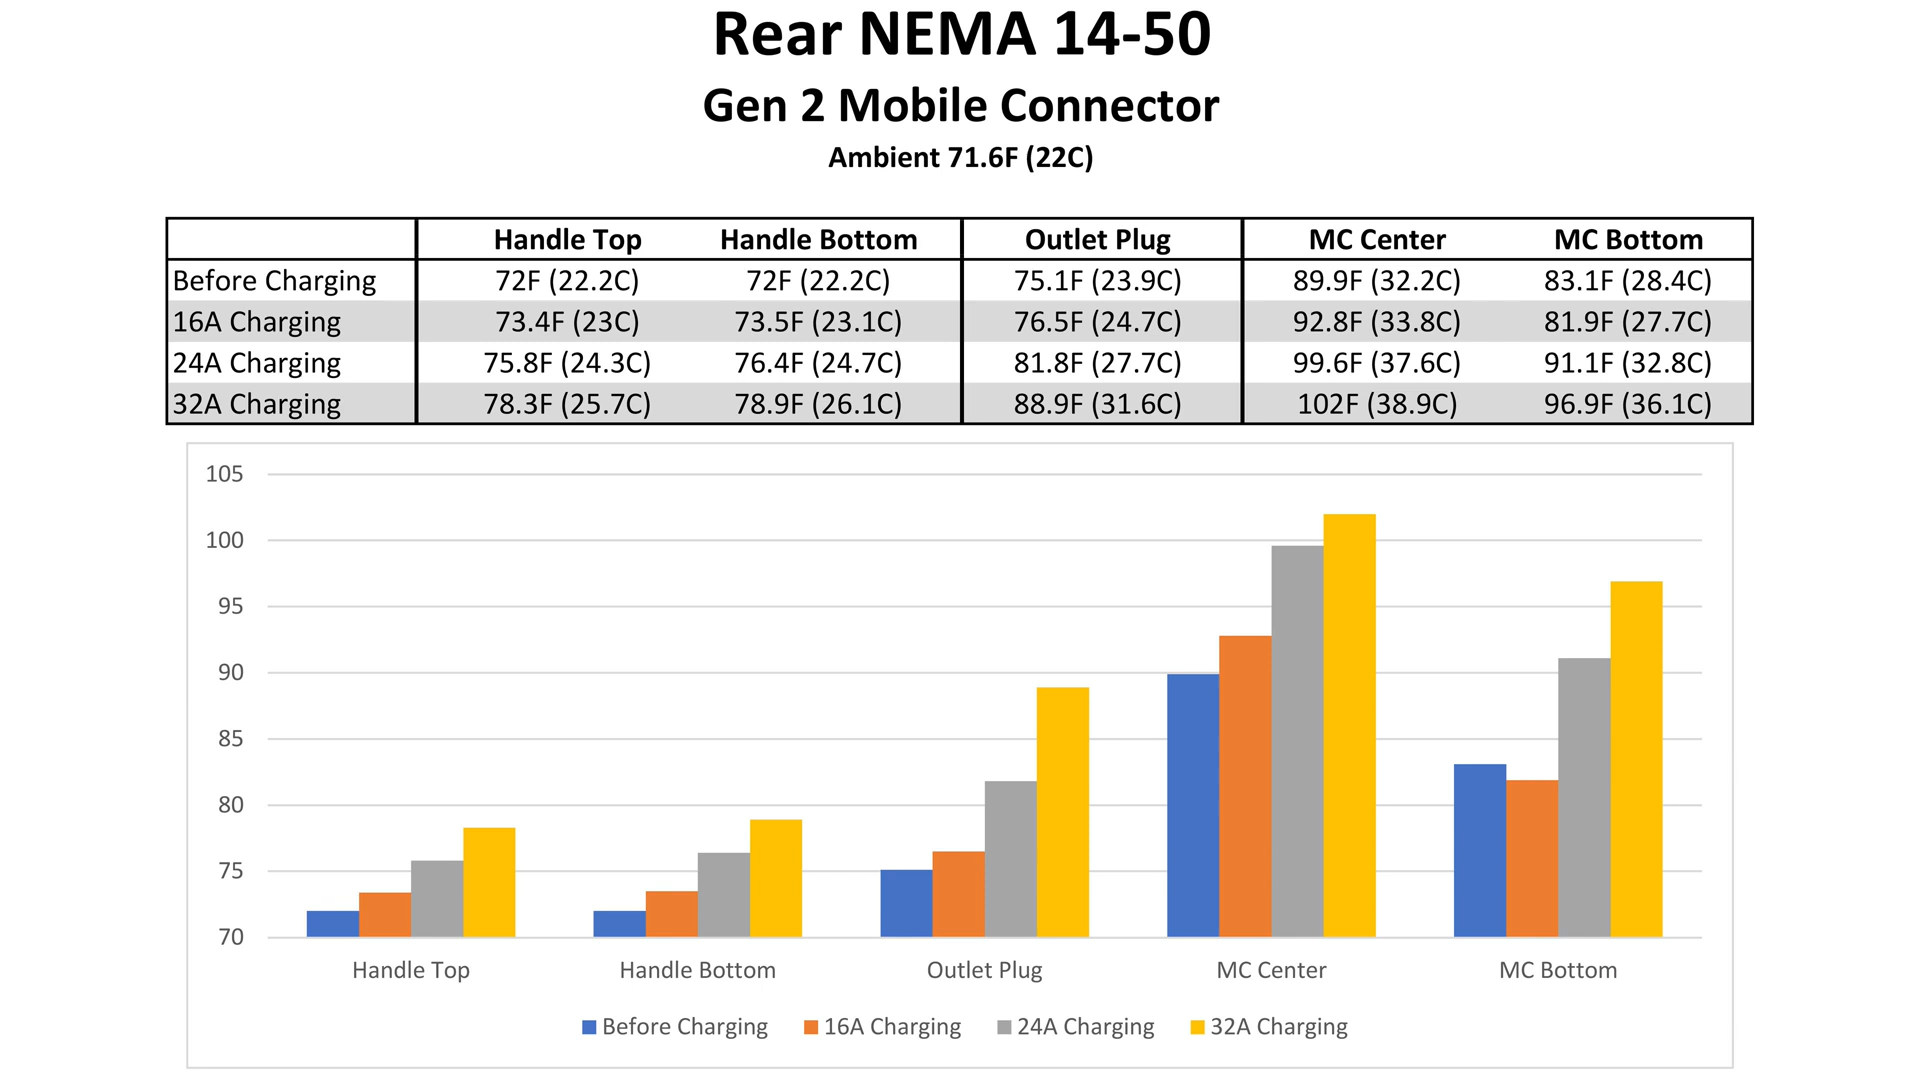 Rear NEMA 14-50
Gen 2 Mobile Connector
Ambient 71.6F (22C)
Handle Top Handle Bottom Outlet Plug MC Center MC Bottom
Before Charging 72F (22.2C) 72F (22.2C) 75.1F (23.9C) 89.9F (32.2C) 83.1F (28.4C)
16A Charging 73.4F (23C) 73.5F (23.1C) 76.5F (24.7C) 92.8F (33.8C) 81.9F (27.7C)
24A Charging 75.8F (24.3C) 76.4F (24.7C) 81.8F (27.7C) 99.6F (37.6C) 91.1F (32.8C)
32A Charging 78.3F (25.7C) 78.9F (26.1C) 88.9F (31.6C) 102F (38.9C) 96.9F (36.1C)
105
100
95
90
85
80
75
70
Handle Top Handle Bottom Outlet Plug MC Center MC Bottom
Before Charging 16A Charging 24A Charging 32A Charging